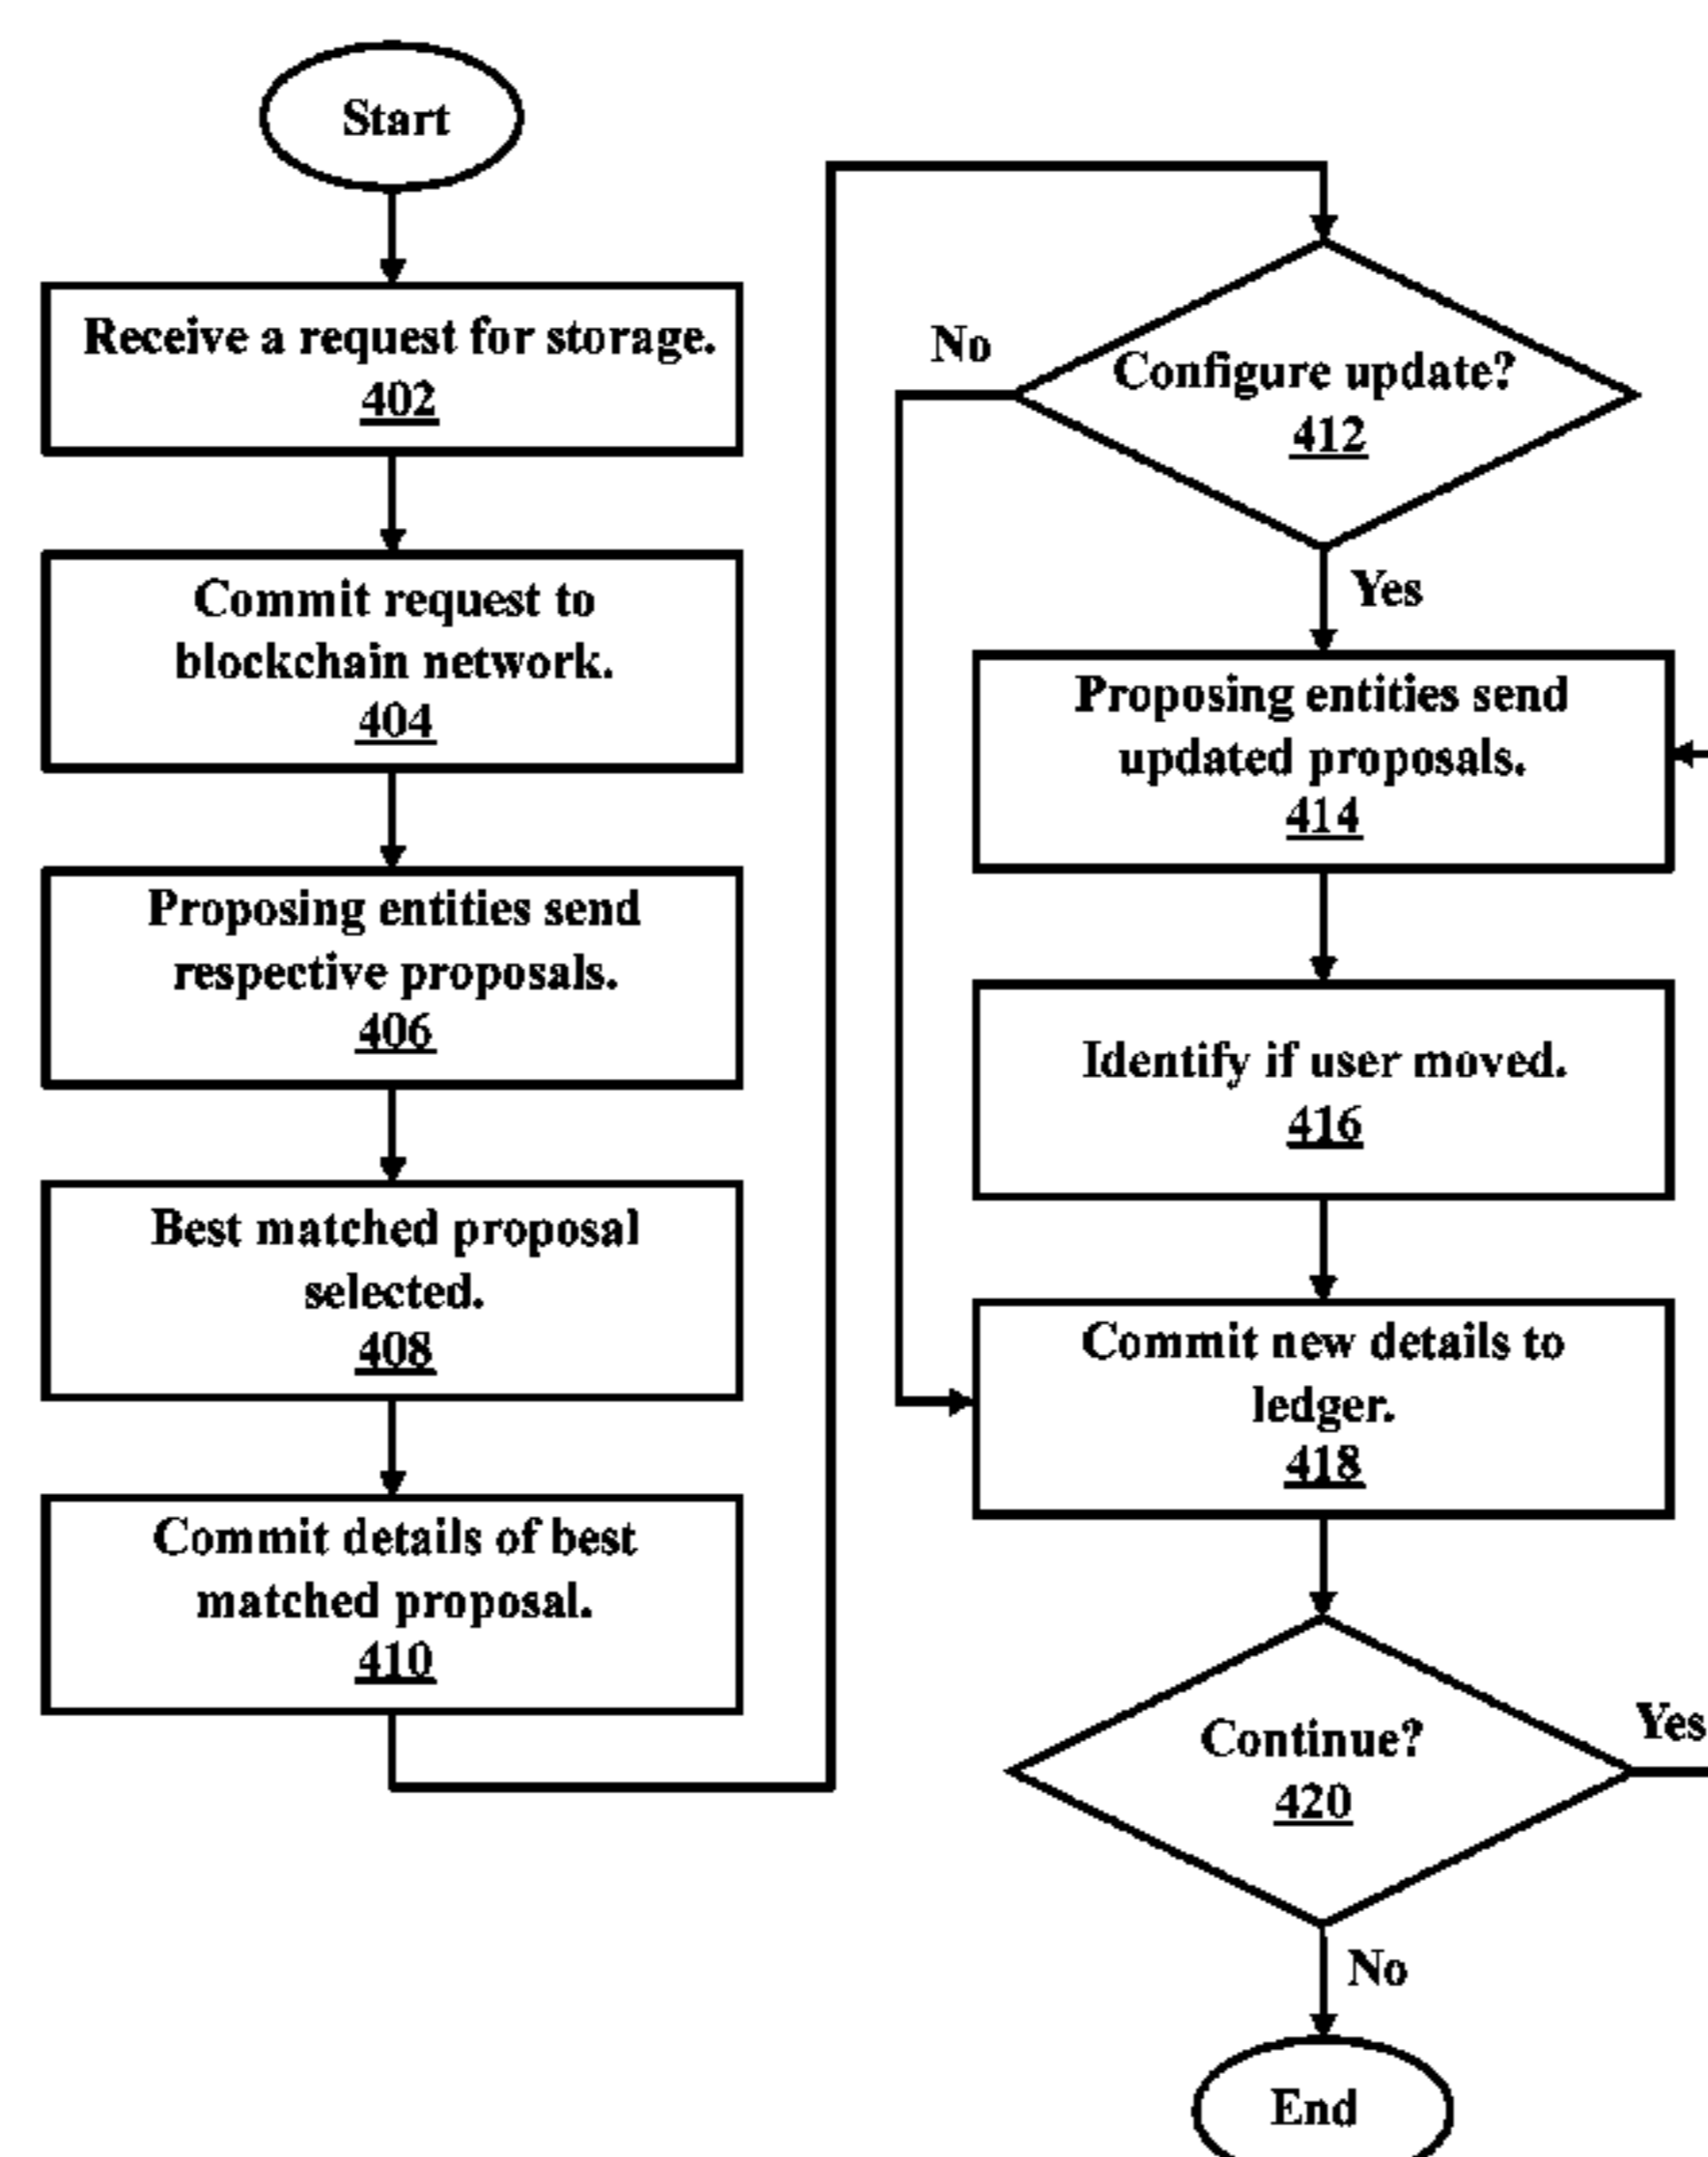 Start
Receive a request for storage.
402
Commit request to
blockchain network.
404
Proposing entities send
respective proposals.
406
Best matched proposal
selected.
408
Commit details of best
matched proposal.
410
No
Configure update?
412
Yes
Proposing entities send
updated proposals.
414
Identify if user moved.
416
Commit new details to
ledger.
418
Continue?
420
Yes
No
End